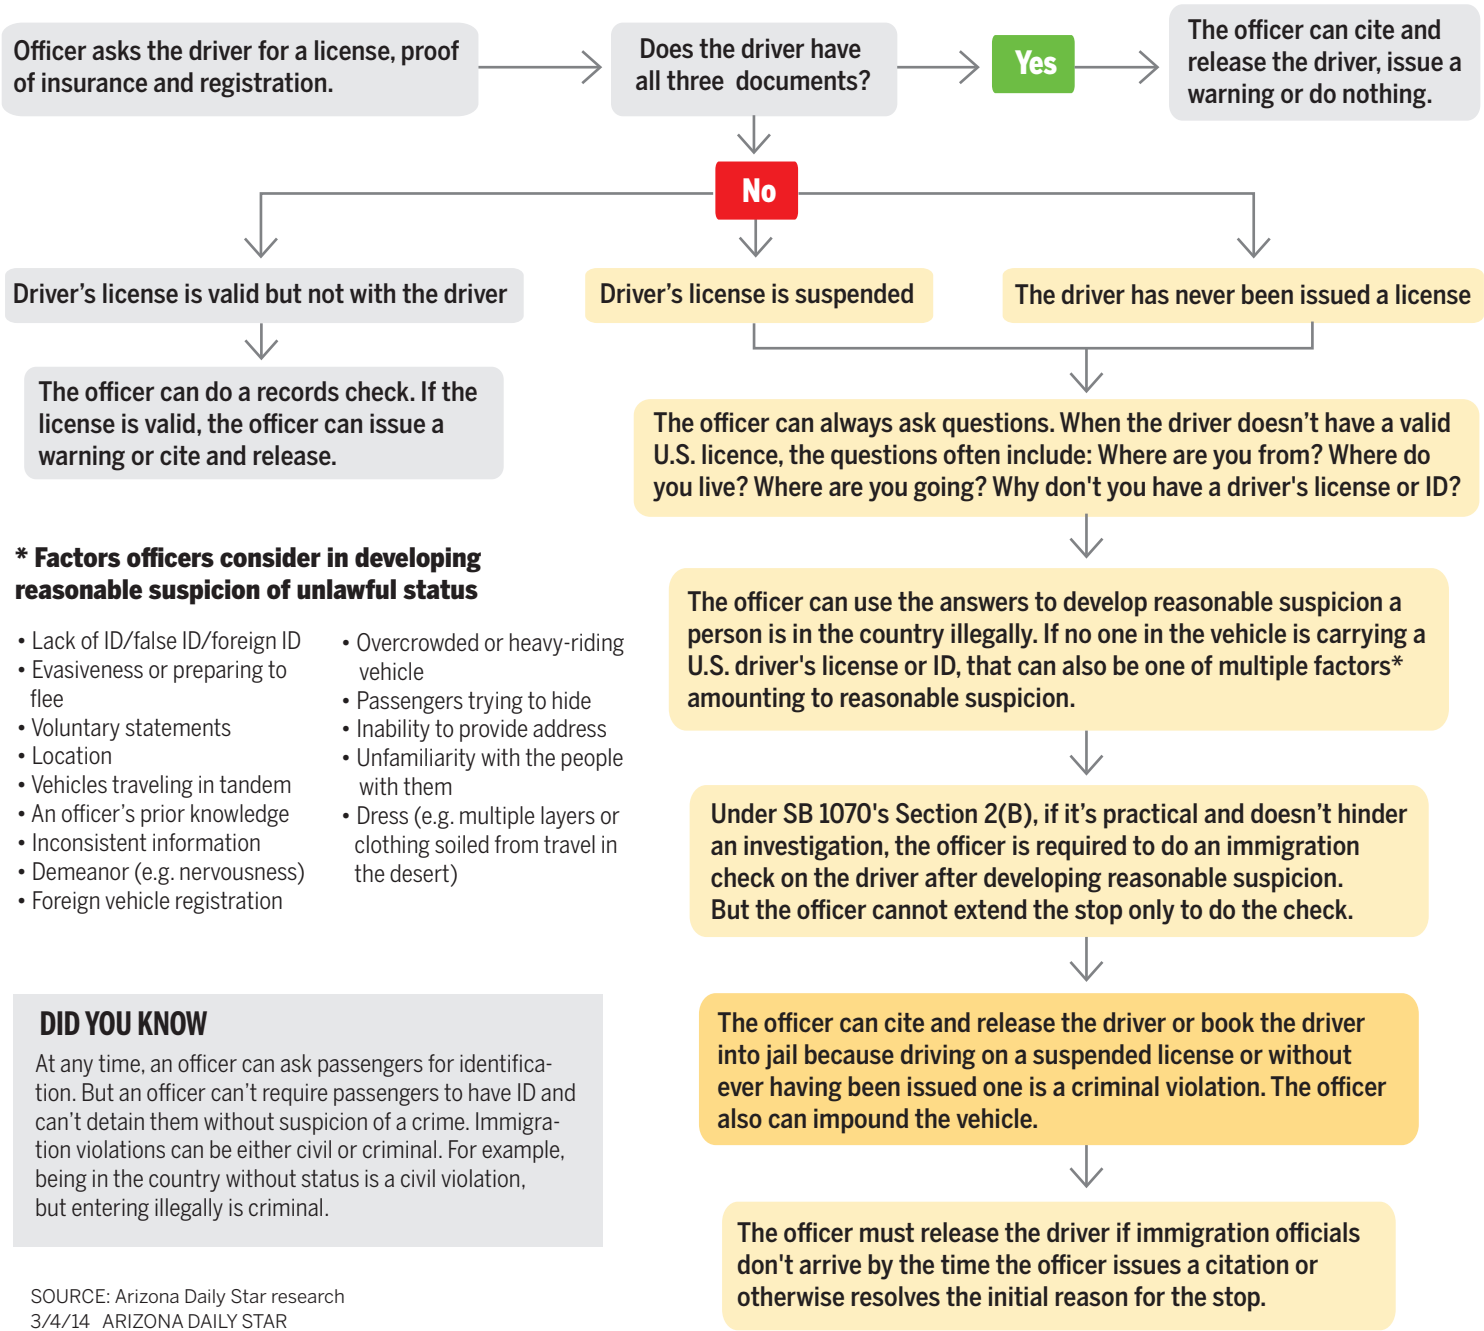 Officer asks the driver for a license, proof
of insurance and registration.
Does the driver have
all three documents?
Yes
The officer can cite and
release the driver, issue a
warning or do nothing.
No
Driver’s license is valid but not with the driver
Driver’s license is suspended
The driver has never been issued a license
The officer can do a records check. If the
license is valid, the officer can issue a
warning or cite and release.
The officer can always ask questions. When the driver doesn’t have a valid
U.S. licence, the questions often include: Where are you from? Where do
you live? Where are you going? Why don't you have a driver's license or ID?
* Factors officers consider in developing
reasonable suspicion of unlawful status
• Lack of ID/false ID/foreign ID
• Evasiveness or preparing to
flee
• Voluntary statements
• Location
• Vehicles traveling in tandem
• An officer’s prior knowledge
• Inconsistent information
• Demeanor (e.g. nervousness)
• Foreign vehicle registration
• Overcrowded or heavy-riding
vehicle
• Passengers trying to hide
• Inability to provide address
• Unfamiliarity with the people
with them
• Dress (e.g. multiple layers or
clothing soiled from travel in
the desert)
The officer can use the answers to develop reasonable suspicion a
person is in the country illegally. If no one in the vehicle is carrying a
U.S. driver's license or ID, that can also be one of multiple factors*
amounting to reasonable suspicion.
Under SB 1070's Section 2(B), if it’s practical and doesn’t hinder
an investigation, the officer is required to do an immigration
check on the driver after developing reasonable suspicion.
But the officer cannot extend the stop only to do the check.
The officer can cite and release the driver or book the driver
into jail because driving on a suspended license or without
ever having been issued one is a criminal violation. The officer
also can impound the vehicle.
The officer must release the driver if immigration officials
don't arrive by the time the officer issues a citation or
otherwise resolves the initial reason for the stop.
DID YOU KNOW
At any time, an officer can ask passengers for identifica-
tion. But an officer can’t require passengers to have ID and
can’t detain them without suspicion of a crime. Immigra-
tion violations can be either civil or criminal. For example,
being in the country without status is a civil violation,
but entering illegally is criminal.
SOURCE: Arizona Daily Star research
3/4/14 ARIZONA DAILY STAR